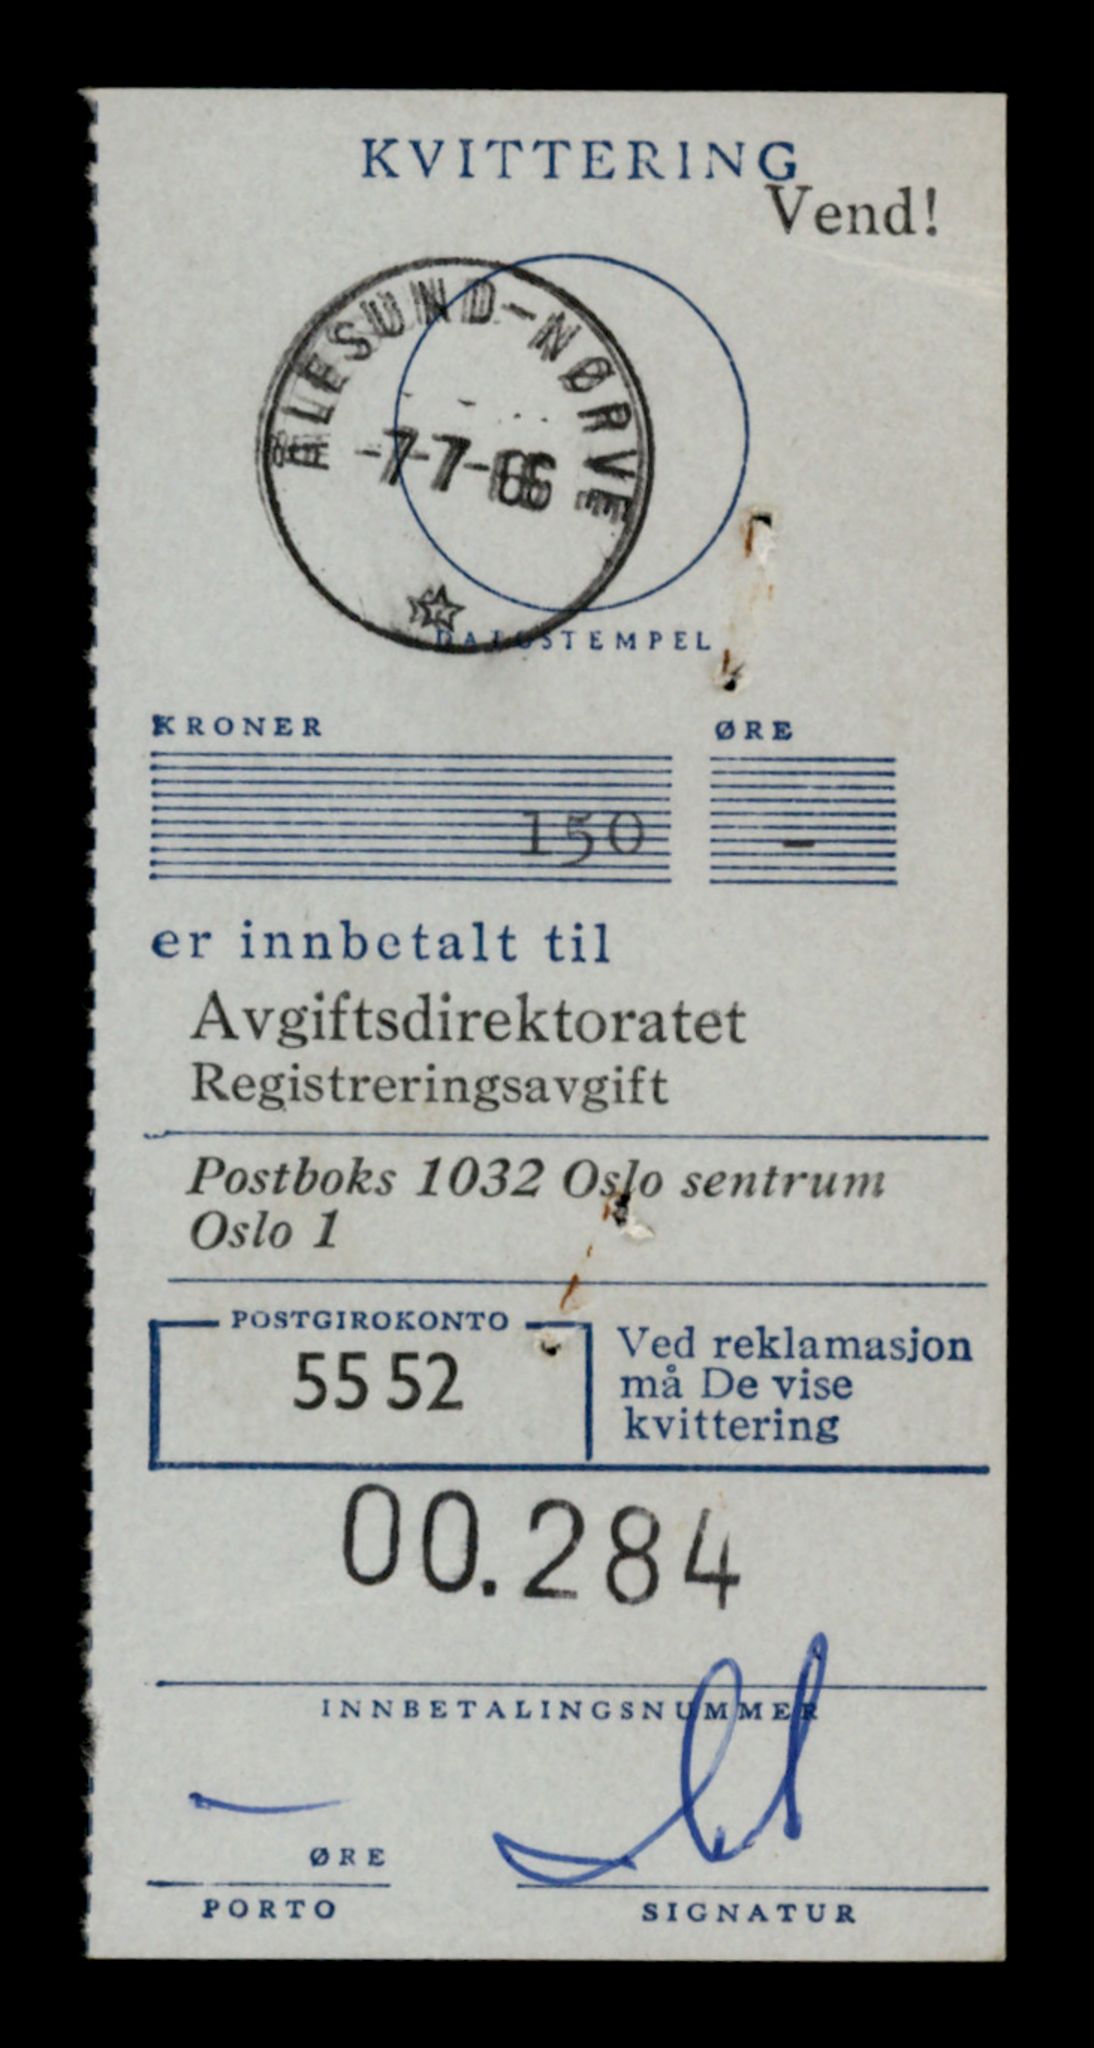 KVITTERING
Vend!
ÅLESUND-NØRVE
-7-7-66
DATOSTEMPEL
KRONER ØRE
150 -
er innbetalt til
Avgiftsdirektoratet
Registreringsavgift
Postboks 1032 Oslo sentrum
Oslo 1
POSTGIROKONTO
55 52
Ved reklamasjon
må De vise
kvittering
00.284
INNBETALINGSNUMMER
ØRE
PORTO
SIGNATUR